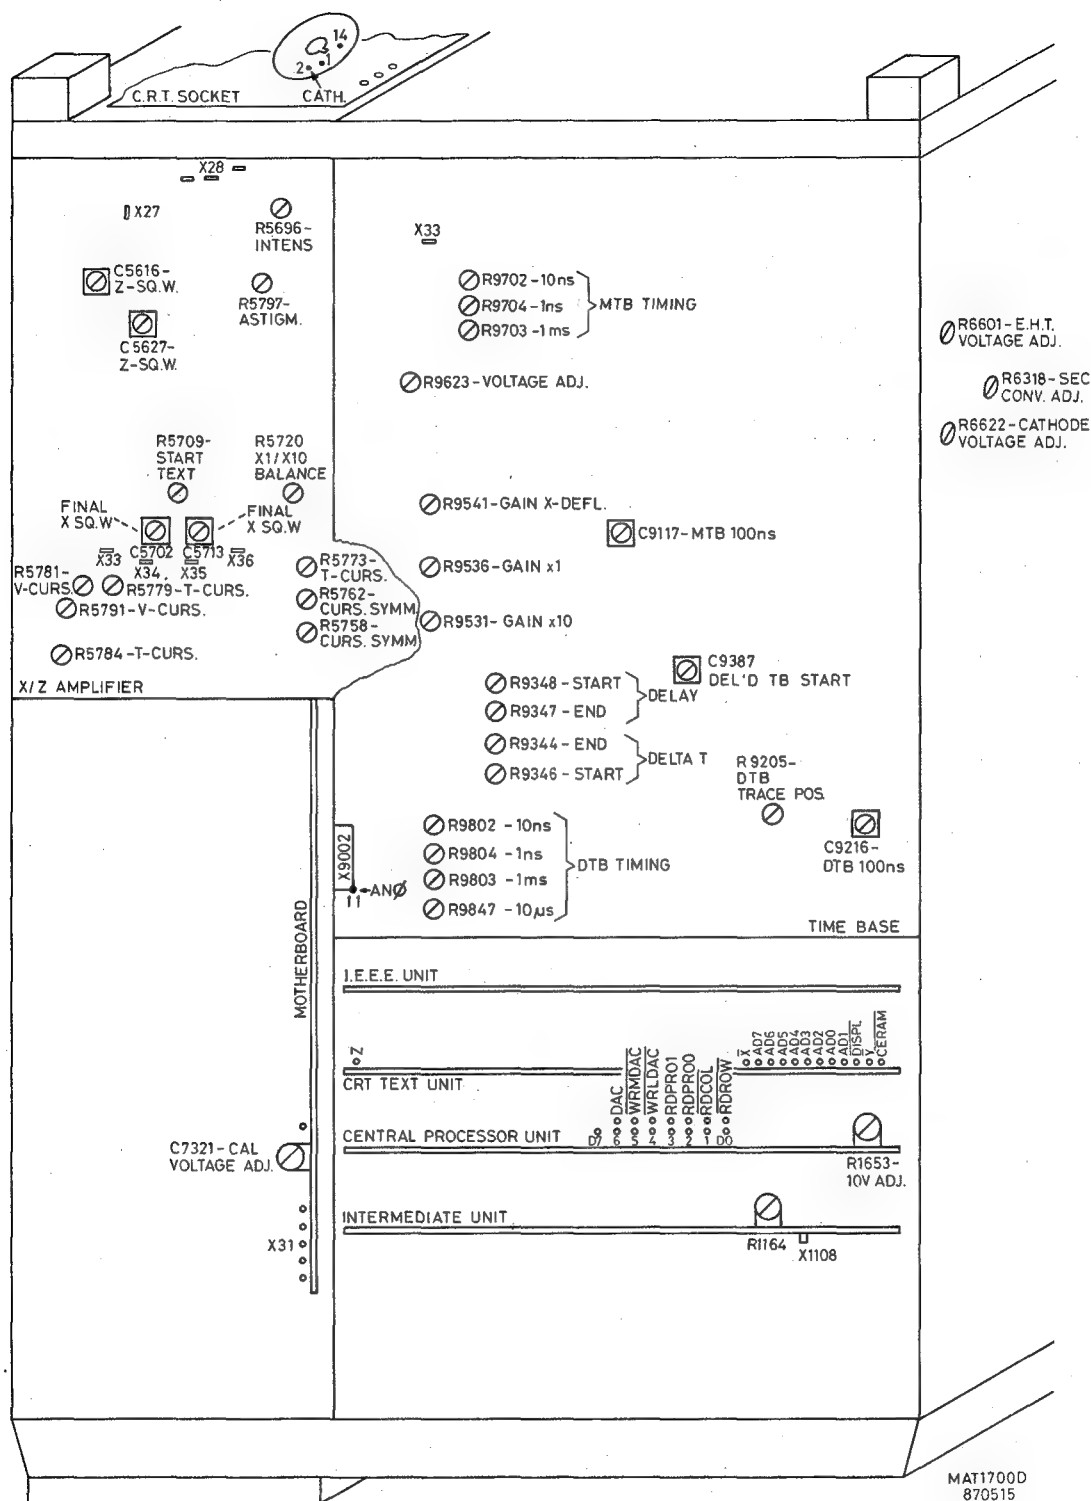 14
2
1
C.R.T. SOCKET
CATH.
X28
X27
R5696-
INTENS
X33
C5616-
Z-SQ.W.
R5797-
ASTIGM.
C5627-
Z-SQ.W.
R9702-10ns
R9704-1ns
R9703-1ms
MTB TIMING
R6601-E.H.T.
VOLTAGE ADJ.
R6318-SEC
CONV. ADJ.
R6622-CATHODE
VOLTAGE ADJ.
R9623-VOLTAGE ADJ.
R5709-
START
TEXT
R5720
X1/X10
BALANCE
FINAL
X SQ.W
FINAL
X SQ.W
R9541-GAIN X-DEFL.
C9117-MTB 100ns
X33
C5702
C5713
X36
X34
X35
R5781-
V-CURS.
R5779-T-CURS.
R5791-V-CURS.
R5773-
T-CURS.
R5762-
CURS. SYMM.
R5758-
CURS. SYMM
R9536-GAIN x1
R9531-GAIN x10
R5784-T-CURS.
X/Z AMPLIFIER
C9387
DEL'D TB START
R9348-START
R9347-END
DELAY
R9344-END
R9346-START
DELTA T
R9205-
DTB
TRACE POS.
R9802-10ns
R9804-1ns
R9803-1ms
R9847-10µs
DTB TIMING
C9216-
DTB 100ns
X9002
11
ANØ
TIME BASE
MOTHERBOARD
I.E.E.E. UNIT
Z
CRT TEXT UNIT
X
AD7
AD6
AD5
AD4
AD3
AD2
AD0
AD1
DISPL
Y
CERAM
DAC
WRMDAC
WRLDAC
RDPRO1
RDPRO0
RDCOL
RDROW
CENTRAL PROCESSOR UNIT
D7
6
5
4
3
2
1
D0
C7321-CAL
VOLTAGE ADJ.
R1653-
10V ADJ.
INTERMEDIATE UNIT
R1164
X1108
X31
MAT1700D
870515